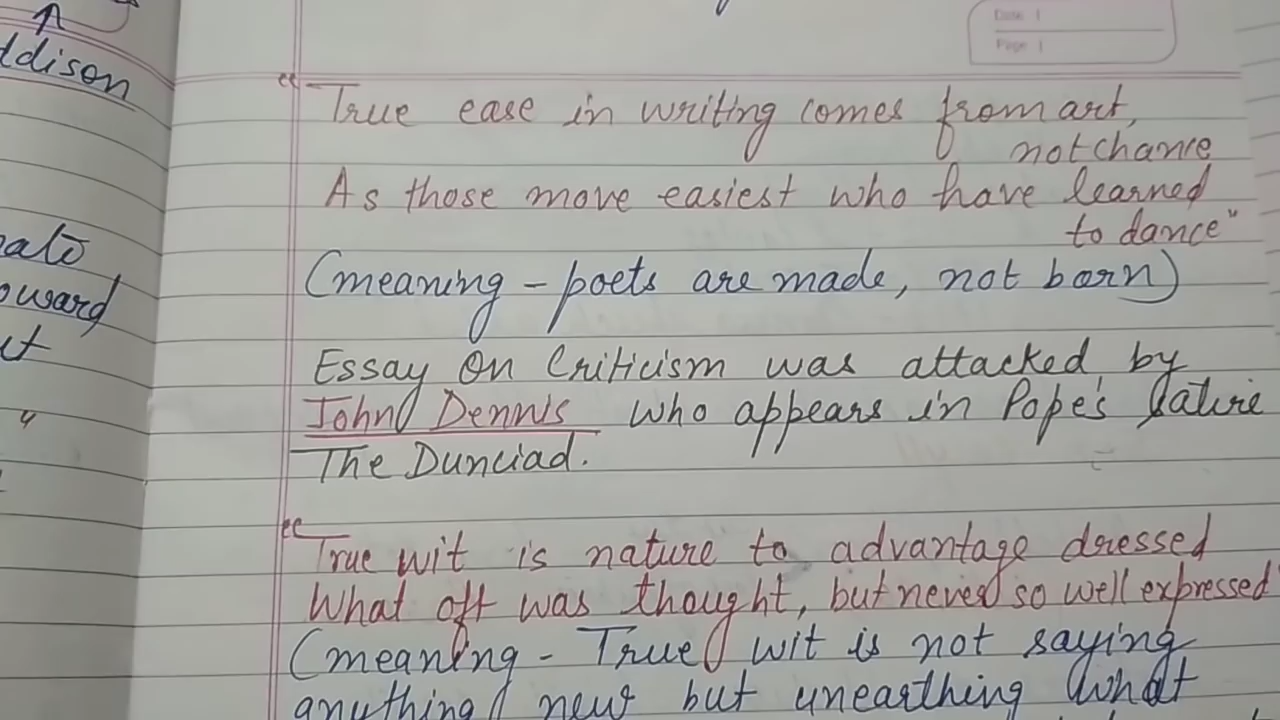 Date |
Page |
ddison
ato
oward
"True ease in writing comes from art,
not chance
As those move easiest who have learned
to dance"
(meaning - poets are made, not born)
Essay On Criticism was attacked by
John Dennis who appears in Pope's Satire
The Dunciad.
"True wit is nature to advantage dressed
What oft was thought, but never so well expressed"
(meaning - True wit is not saying
anything new but unearthing what